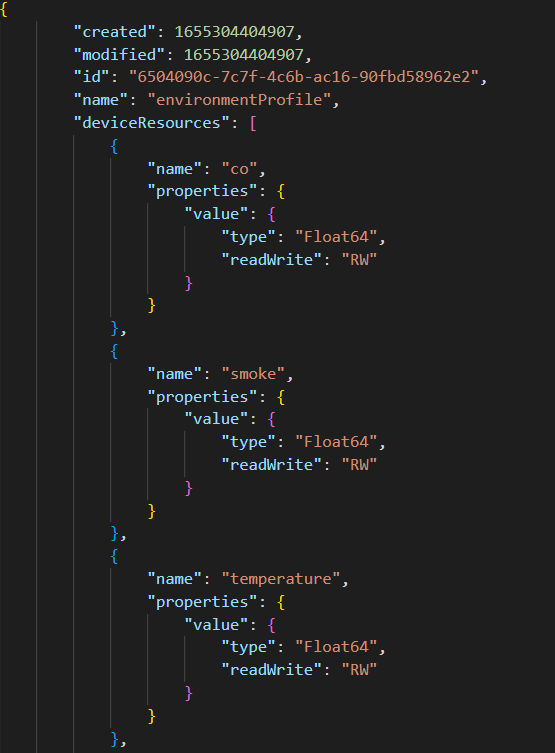 {
"created": 1655304404907,
"modified": 1655304404907,
"id": "6504090c-7c7f-4c6b-ac16-90fbd58962e2",
"name": "environmentProfile",
"deviceResources": [
{
"name": "co",
"properties": {
"value": {
"type": "Float64",
"readWrite": "RW"
}
}
},
{
"name": "smoke",
"properties": {
"value": {
"type": "Float64",
"readWrite": "RW"
}
}
},
{
"name": "temperature",
"properties": {
"value": {
"type": "Float64",
"readWrite": "RW"
}
}
},